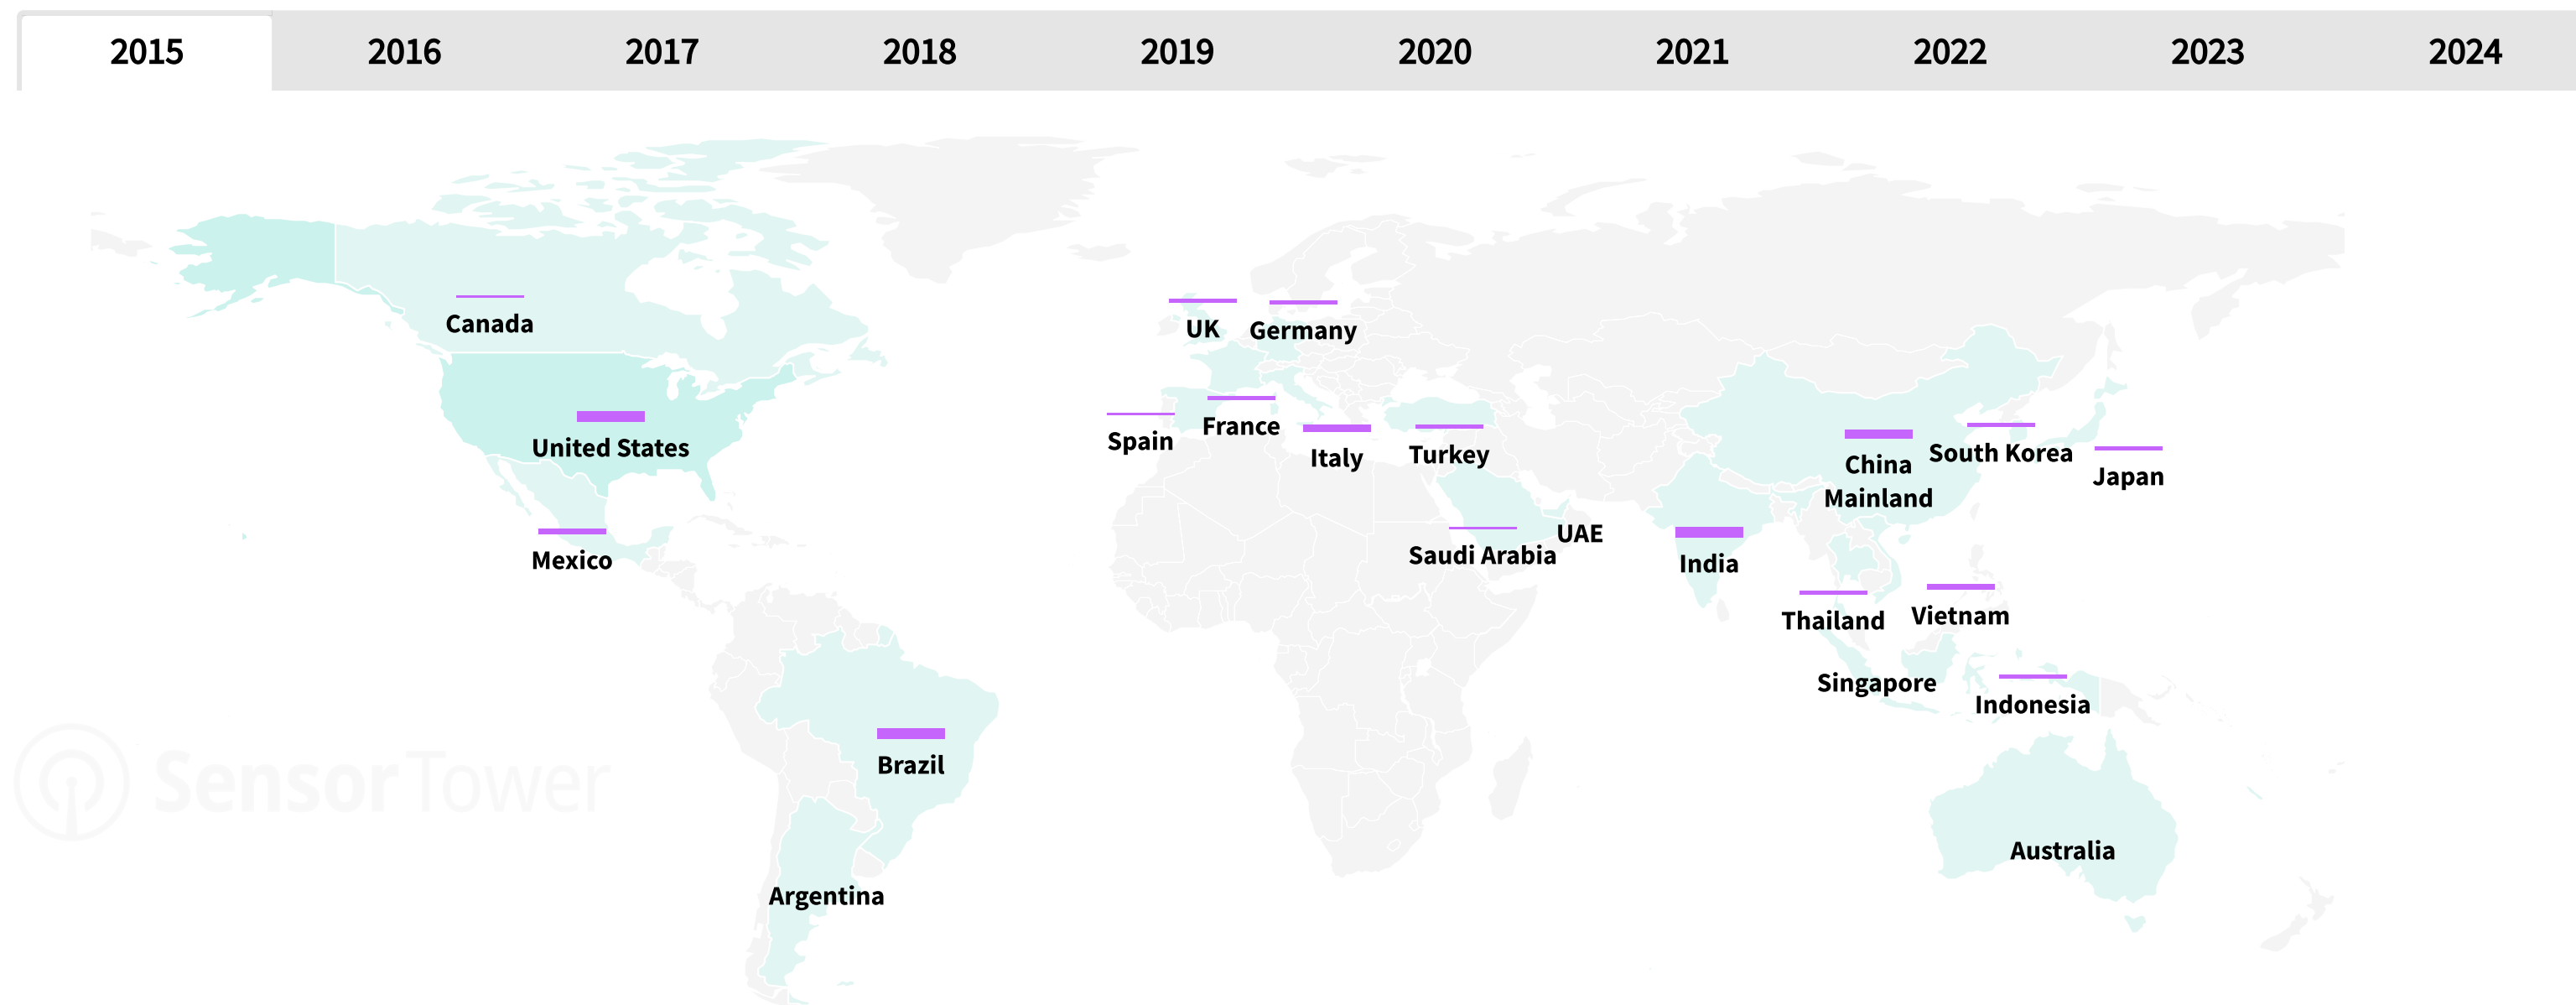 2015 2016 2017 2018 2019 2020 2021 2022 2023 2024
Canada
UK
Germany
United States
Spain
France
Italy
Turkey
China
Mainland
South Korea
Japan
Mexico
Saudi Arabia
UAE
India
Thailand
Vietnam
Singapore
Indonesia
Brazil
SensorTower
Australia
Argentina